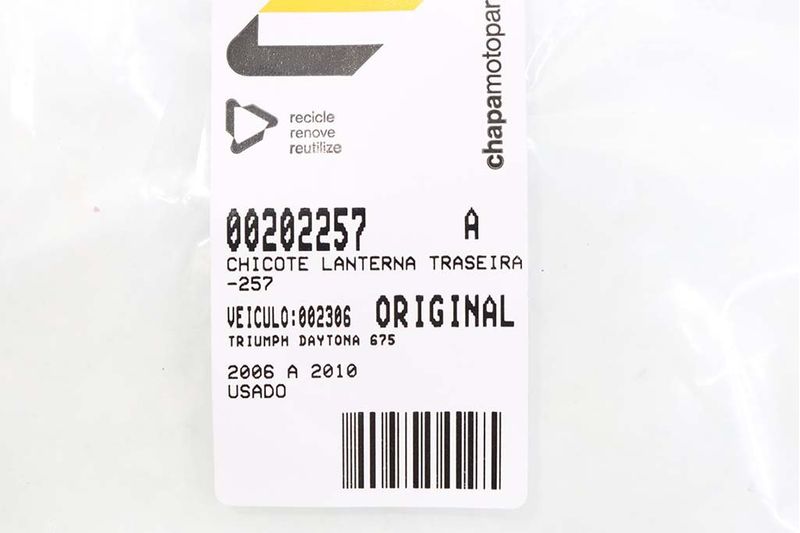 chapamotopar
recicle
renove
reutilize
00202257 A
CHICOTE LANTERNA TRASEIRA
-257
VEICULO:002306 ORIGINAL
TRIUMPH DAYTONA 675
2006 A 2010
USADO